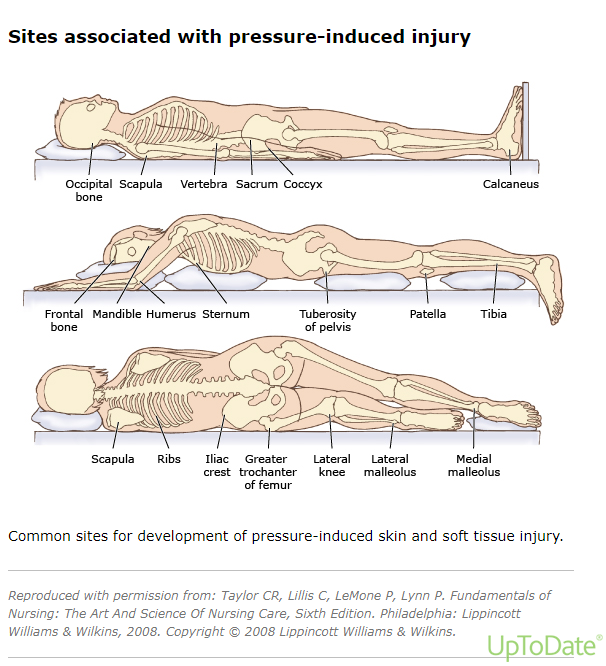 Sites associated with pressure-induced injury
Occipital bone Scapula Vertebra Sacrum Coccyx Calcaneus
Frontal bone Mandible Humerus Sternum Tuberosity of pelvis Patella Tibia
Scapula Ribs Iliac crest Greater trochanter of femur Lateral knee Lateral malleolus Medial malleolus
Common sites for development of pressure-induced skin and soft tissue injury.
Reproduced with permission from: Taylor CR, Lillis C, LeMone P, Lynn P. Fundamentals of
Nursing: The Art And Science Of Nursing Care, Sixth Edition. Philadelphia: Lippincott
Williams & Wilkins, 2008. Copyright © 2008 Lippincott Williams & Wilkins.
UpToDate®